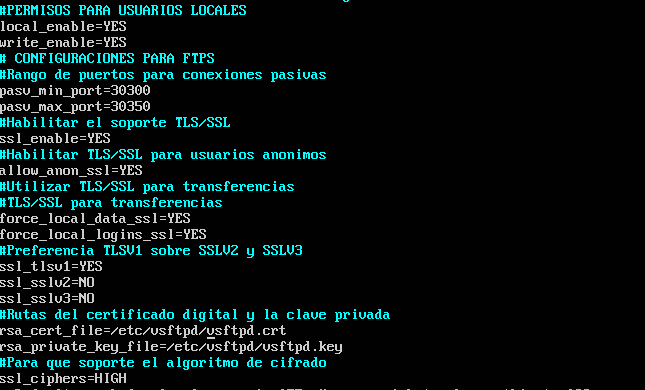 #PERMISOS PARA USUARIOS LOCALES
local_enable=YES
write_enable=YES
# CONFIGURACIONES PARA FTPS
#Rango de puertos para conexiones pasivas
pasv_min_port=30300
pasv_max_port=30350
#Habilitar el soporte TLS/SSL
ssl_enable=YES
#Habilitar TLS/SSL para usuarios anonimos
allow_anon_ssl=YES
#Utilizar TLS/SSL para transferencias
#TLS/SSL para transferencias
force_local_data_ssl=YES
force_local_logins_ssl=YES
#Preferencia TLSV1 sobre SSLV2 y SSLV3
ssl_tlsv1=YES
ssl_sslv2=NO
ssl_sslv3=NO
#Rutas del certificado digital y la clave privada
rsa_cert_file=/etc/vsftpd/vsftpd.crt
rsa_private_key_file=/etc/vsftpd/vsftpd.key
#Para que soporte el algoritmo de cifrado
ssl_ciphers=HIGH